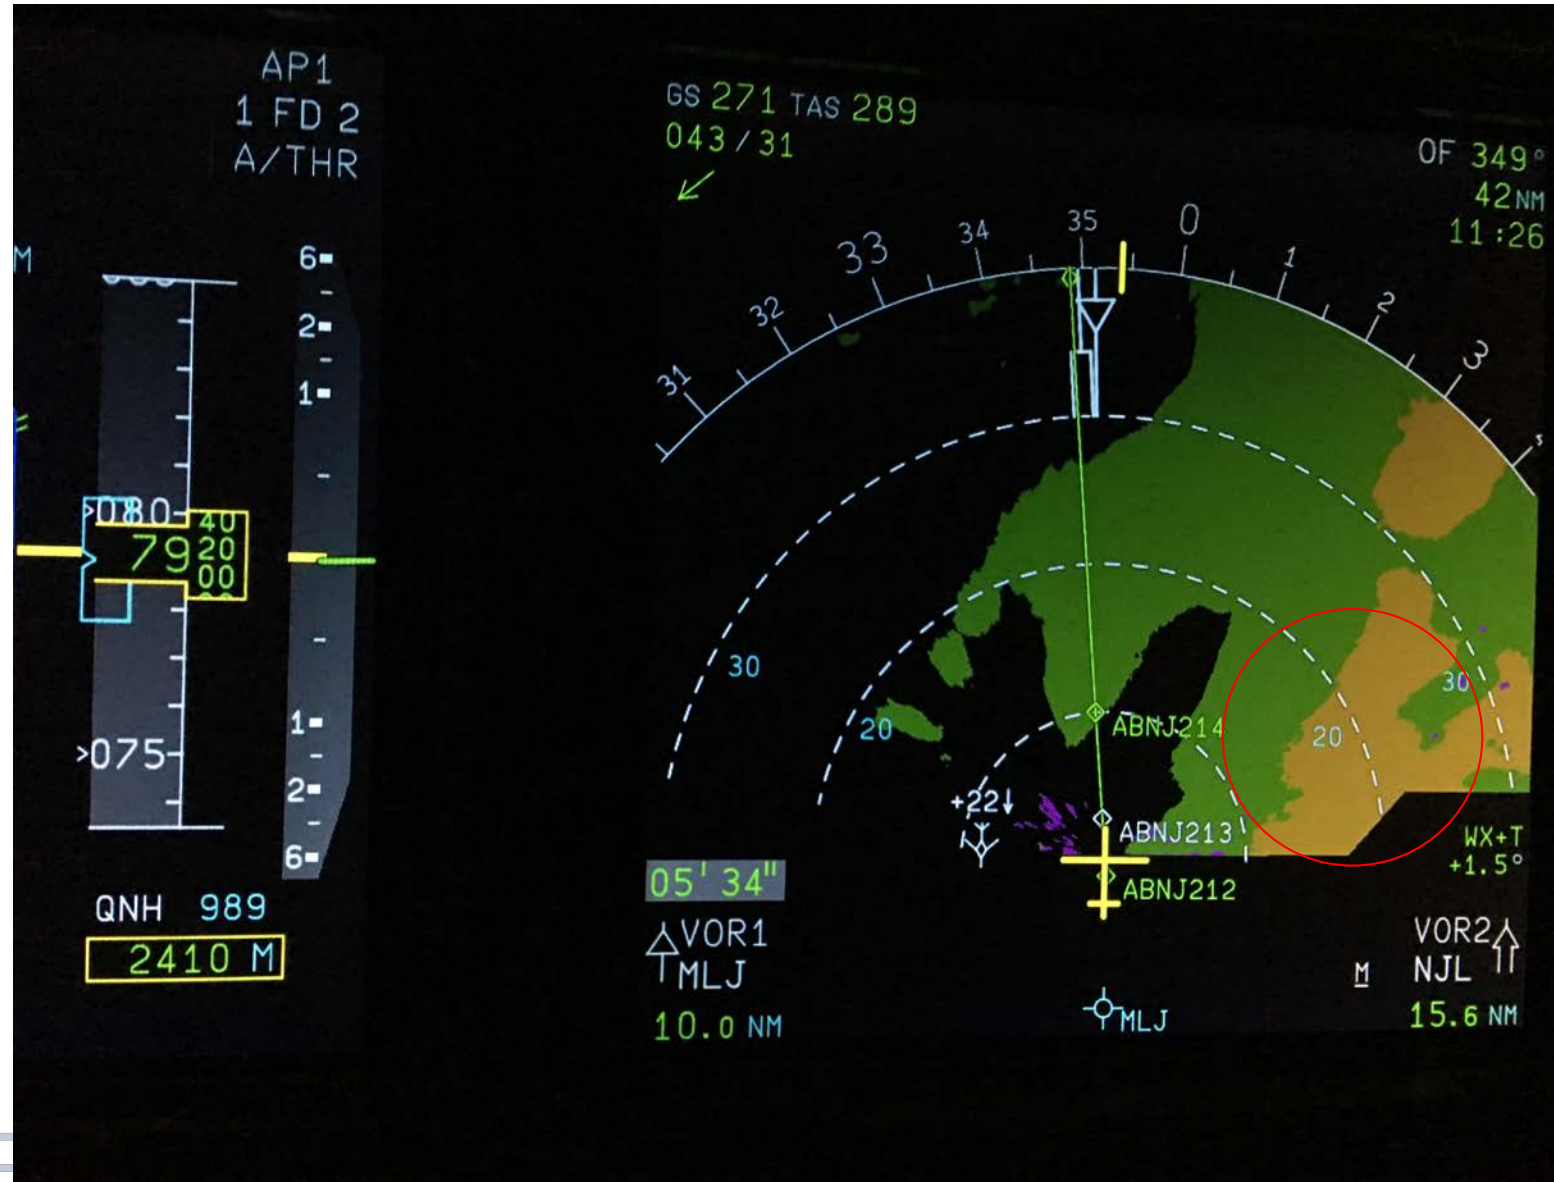 AP1
1 FD 2
A/THR
M
6
2
1
>080
79
40
20
00
>075
1
2
6
QNH 989
2410 M
GS 271 TAS 289
043 / 31
OF 349°
42 NM
11:26
31
32
33
34
35
0
1
2
3
30
20
30
20
ABNJ214
+22↓
ABNJ213
ABNJ212
WX+T
+1.5°
05' 34"
VOR1
MLJ
10.0 NM
MLJ
VOR2
M NJL
15.6 NM